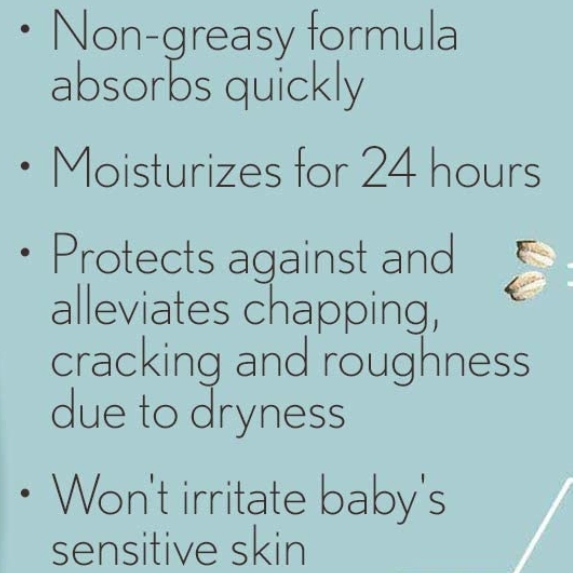 • Non-greasy formula
absorbs quickly
• Moisturizes for 24 hours
• Protects against and
alleviates chapping,
cracking and roughness
due to dryness
• Won't irritate baby's
sensitive skin